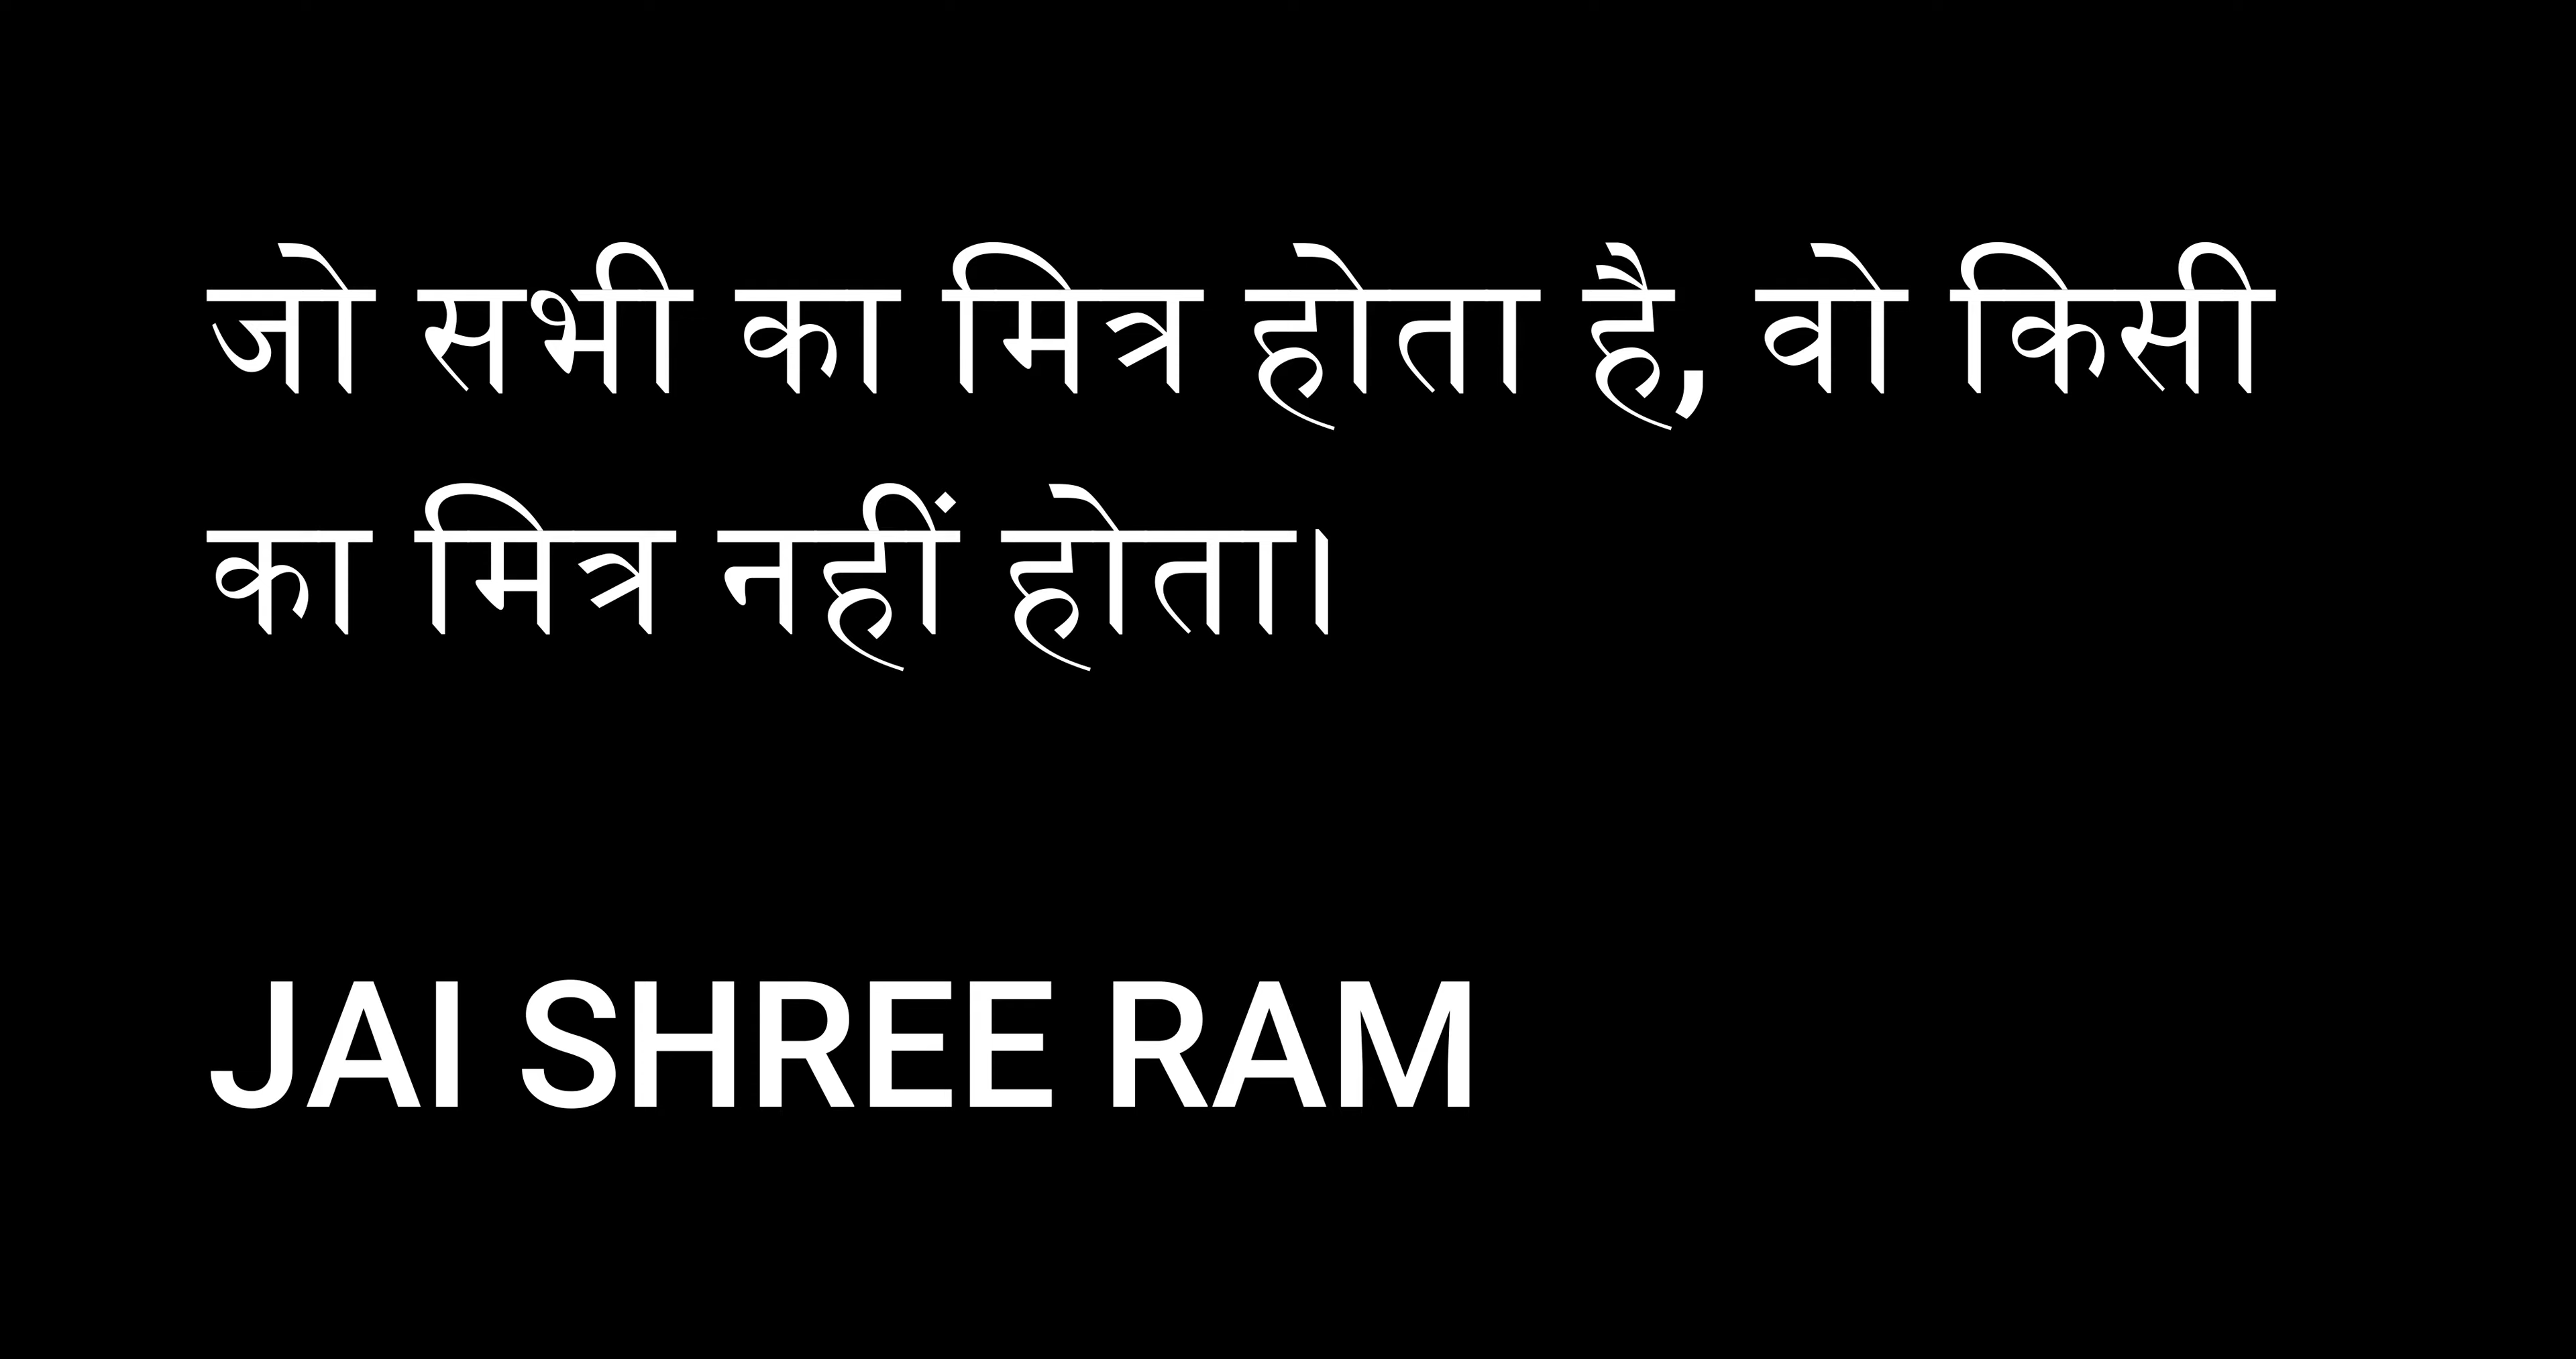 जो सभी का मित्र होता है, वो किसी
का मित्र नहीं होता।
JAI SHREE RAM